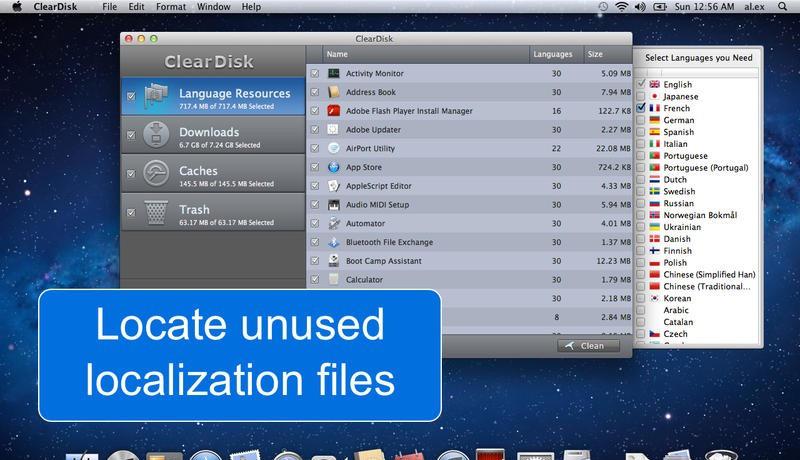 ClearDisk File Edit Format Window Help Sun 12:56 AM al.ex
ClearDisk
ClearDisk
Language Resources
717.4 MB of 717.4 MB Selected
Downloads
6.7 GB of 7.24 GB Selected
Caches
145.5 MB of 145.5 MB Selected
Trash
63.17 MB of 63.17 MB Selected
Name Languages Size
Activity Monitor 30 5.09 MB
Address Book 30 7.94 MB
Adobe Flash Player Install Manager 16 122.7 KB
Adobe Updater 30 2.27 MB
AirPort Utility 22 22.08 MB
App Store 30 724.2 KB
AppleScript Editor 30 4.33 MB
Audio MIDI Setup 30 5.94 MB
Automator 30 4.01 MB
Bluetooth File Exchange 30 1.37 MB
Boot Camp Assistant 30 12.23 MB
Calculator 30 1.79 MB
30 2.18 MB
8 2.84 MB
Clean
Select Languages you Need
English
Japanese
French
German
Spanish
Italian
Portuguese
Portuguese (Portugal)
Dutch
Swedish
Russian
Norwegian Bokmål
Ukrainian
Danish
Finnish
Polish
Chinese (Simplified Han)
Chinese (Traditional...
Korean
Arabic
Catalan
Czech
Locate unused
localization files